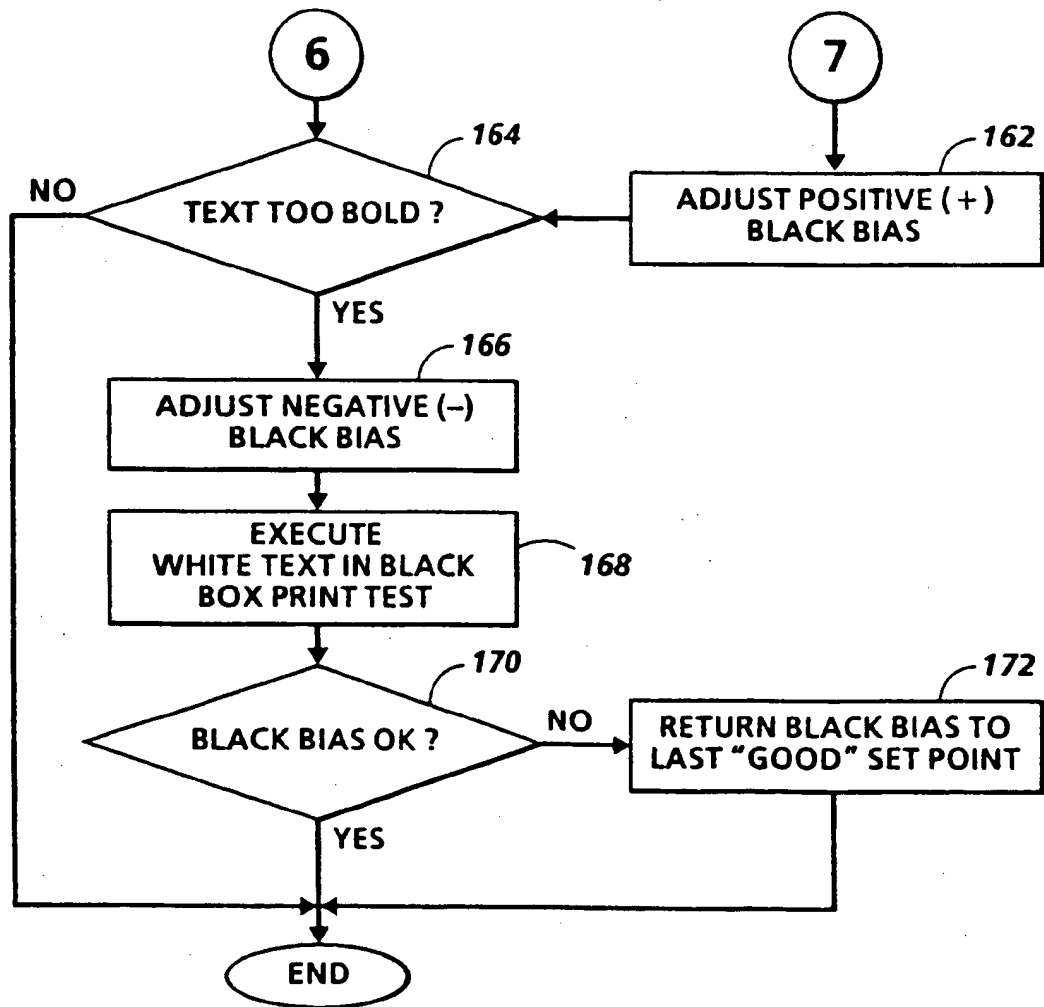 6
7
164
162
NO
TEXT TOO BOLD ?
ADJUST POSITIVE (+)
BLACK BIAS
YES
166
ADJUST NEGATIVE (–)
BLACK BIAS
EXECUTE
WHITE TEXT IN BLACK
BOX PRINT TEST
168
170
172
BLACK BIAS OK ?
NO
RETURN BLACK BIAS TO
LAST "GOOD" SET POINT
YES
END